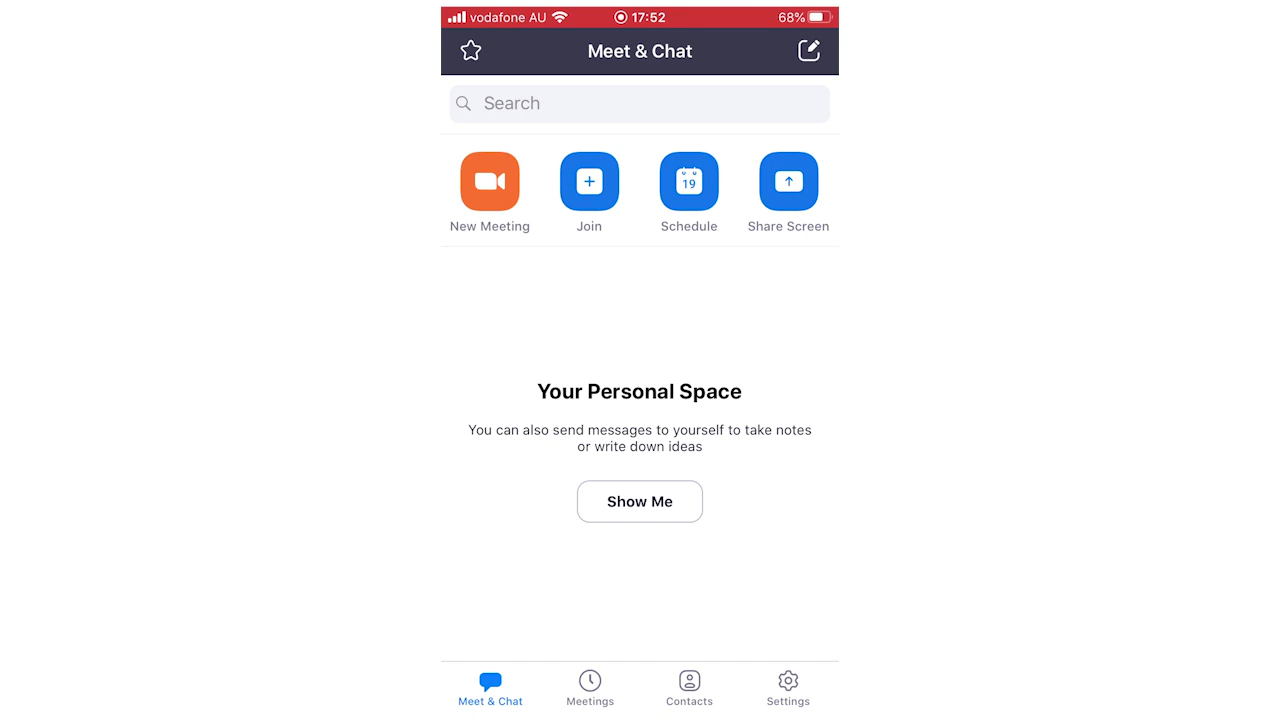 vodafone AU 17:52 68%
Meet & Chat
Search
19
New Meeting Join Schedule Share Screen
Your Personal Space
You can also send messages to yourself to take notes
or write down ideas
Show Me
Meet & Chat Meetings Contacts Settings